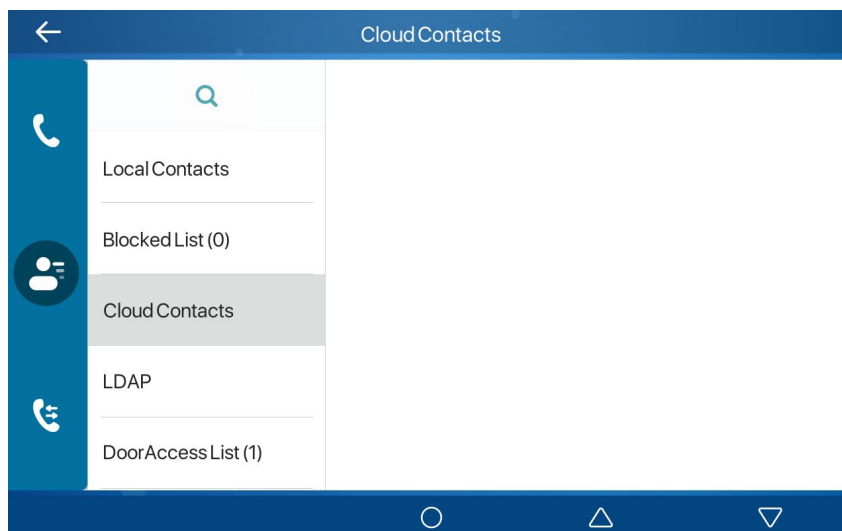 Cloud Contacts
Local Contacts
Blocked List (0)
Cloud Contacts
LDAP
DoorAccess List (1)